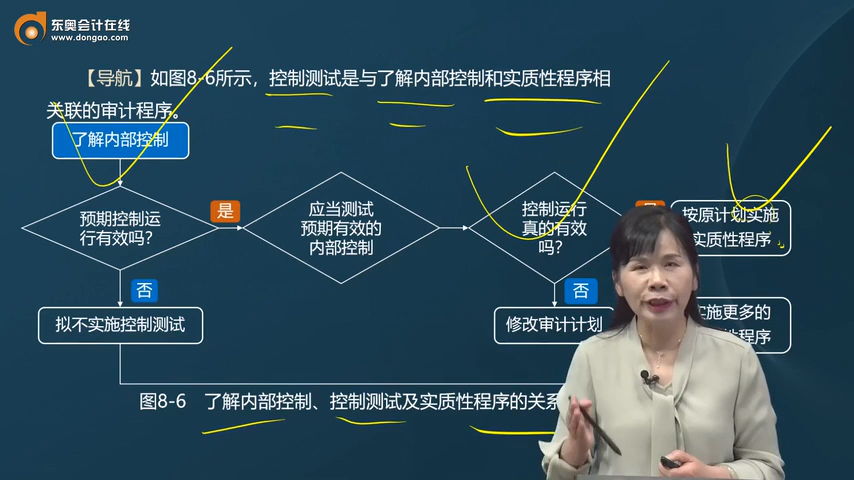 东奥会计在线
www.dongao.com
【导航】如图8-6所示，控制测试是与了解内部控制和实质性程序相
关联的审计程序。
了解内部控制
预期控制运
行有效吗？
是
应当测试
预期有效的
内部控制
控制运行
真的有效
吗？
按原计划实施
实质性程序
否
否
拟不实施控制测试
修改审计计划
施更多的
程序
图8-6 了解内部控制、控制测试及实质性程序的关系